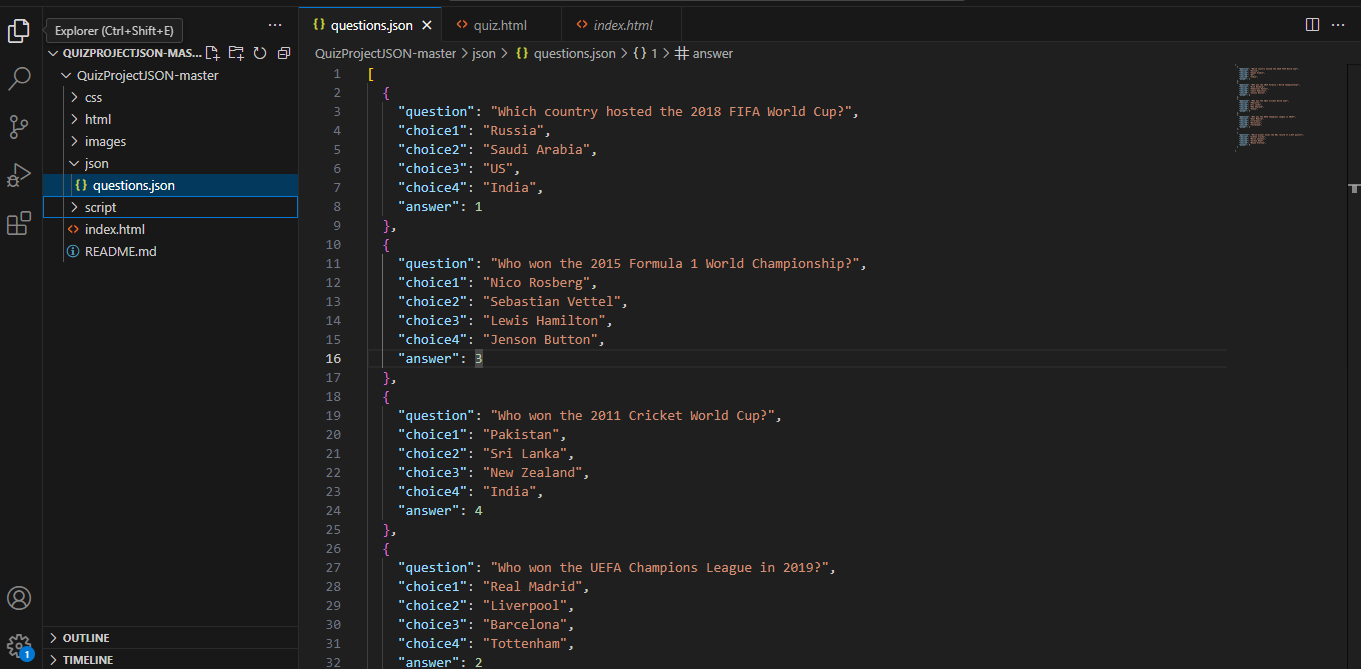 Explorer (Ctrl+Shift+E)
QUIZPROJECTJSON-MAS...
QuizProjectJSON-master
css
html
images
json
{} questions.json
script
<> index.html
README.md
OUTLINE
TIMELINE
1
{} questions.json
<> quiz.html
<> index.html
QuizProjectJSON-master > json > {} questions.json > {} 1 > # answer
1 [
2 {
3 "question": "Which country hosted the 2018 FIFA World Cup?",
4 "choice1": "Russia",
5 "choice2": "Saudi Arabia",
6 "choice3": "US",
7 "choice4": "India",
8 "answer": 1
9 },
10 {
11 "question": "Who won the 2015 Formula 1 World Championship?",
12 "choice1": "Nico Rosberg",
13 "choice2": "Sebastian Vettel",
14 "choice3": "Lewis Hamilton",
15 "choice4": "Jenson Button",
16 "answer": 3
17 },
18 {
19 "question": "Who won the 2011 Cricket World Cup?",
20 "choice1": "Pakistan",
21 "choice2": "Sri Lanka",
22 "choice3": "New Zealand",
23 "choice4": "India",
24 "answer": 4
25 },
26 {
27 "question": "Who won the UEFA Champions League in 2019?",
28 "choice1": "Real Madrid",
29 "choice2": "Liverpool",
30 "choice3": "Barcelona",
31 "choice4": "Tottenham",
32 "answer": 2